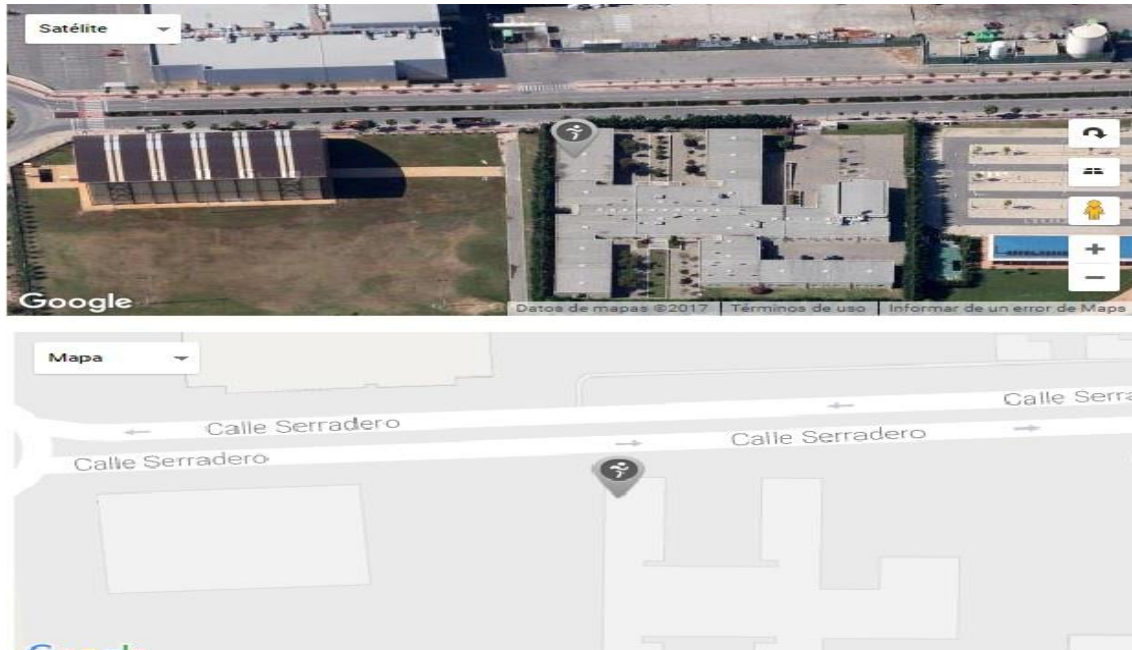 Satélite
Google
Datos de mapas ©2017 Términos de uso Informar de un error de Maps
Mapa
Calle Serra
Calle Serradero
Calle Serradero
Calle Serradero